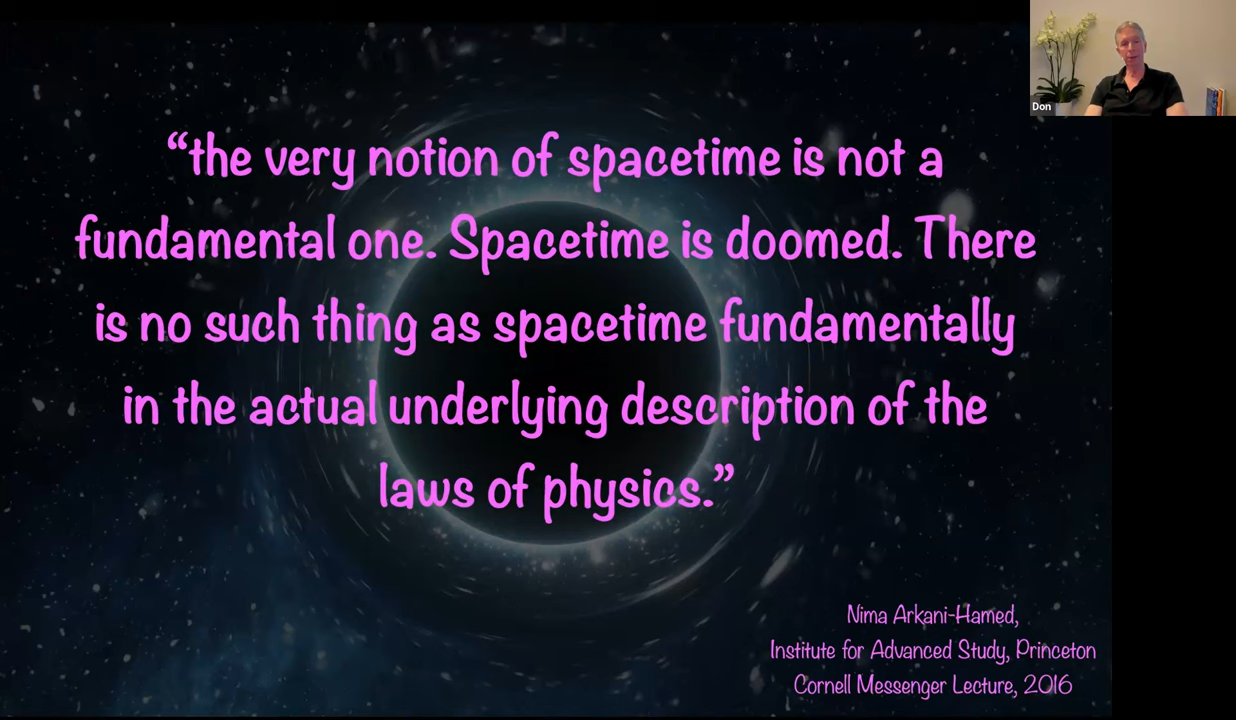 “the very notion of spacetime is not a
fundamental one. Spacetime is doomed. There
is no such thing as spacetime fundamentally
in the actual underlying description of the
laws of physics.”
Nima Arkani-Hamed,
Institute for Advanced Study, Princeton
Cornell Messenger Lecture, 2016
Don